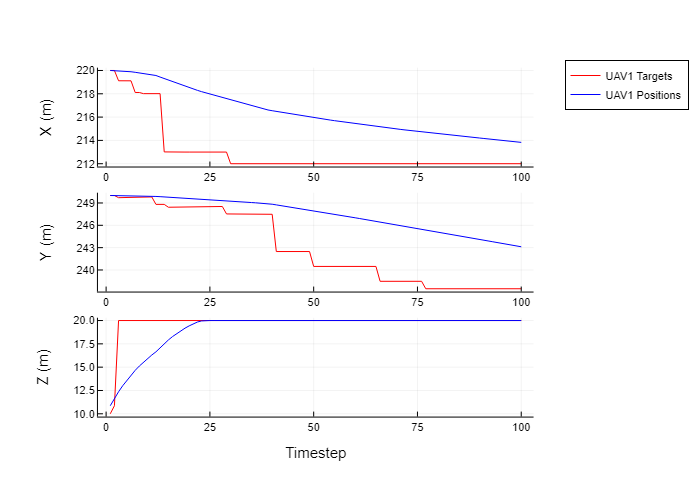 UAV1 Targets
UAV1 Positions
X (m)
220
218
216
214
212
0 25 50 75 100
Y (m)
249
246
243
240
0 25 50 75 100
Z (m)
20.0
17.5
15.0
12.5
10.0
0 25 50 75 100
Timestep